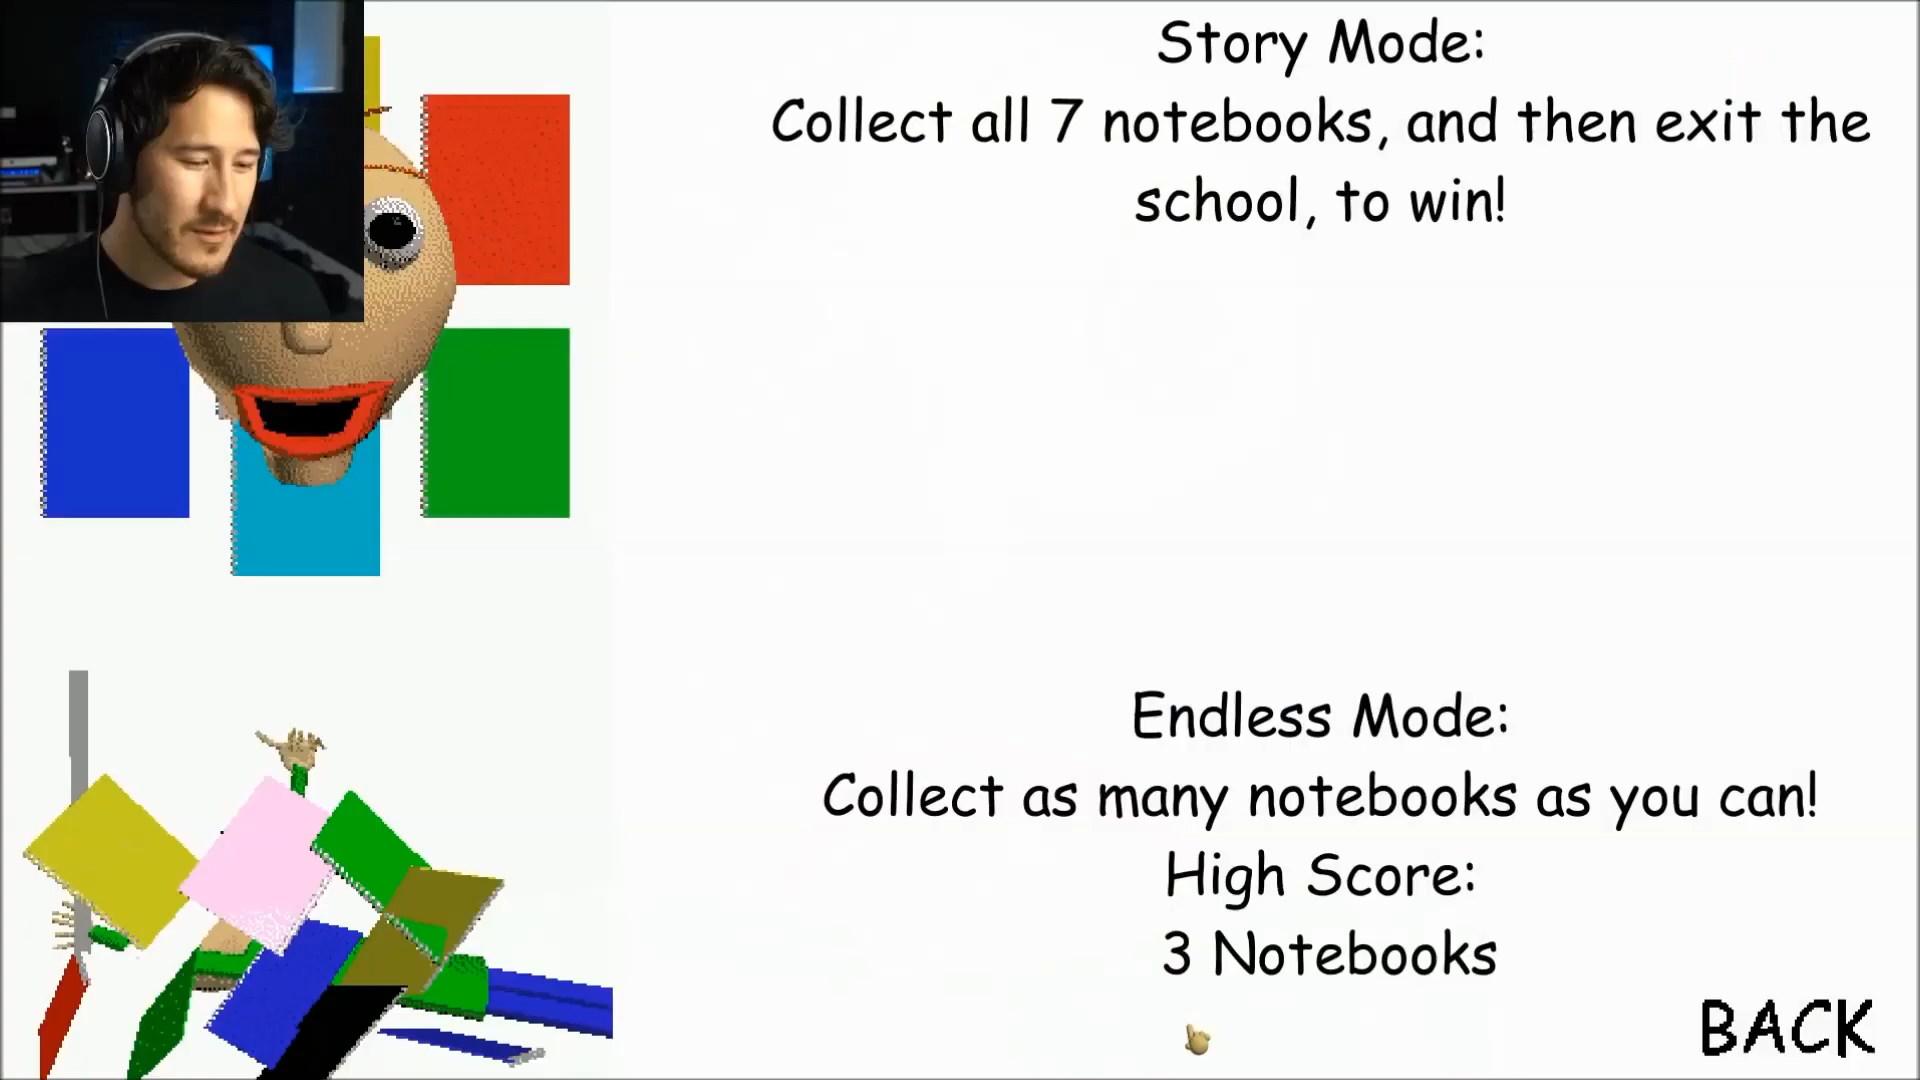 Story Mode:
Collect all 7 notebooks, and then exit the
school, to win!
Endless Mode:
Collect as many notebooks as you can!
High Score:
3 Notebooks
BACK